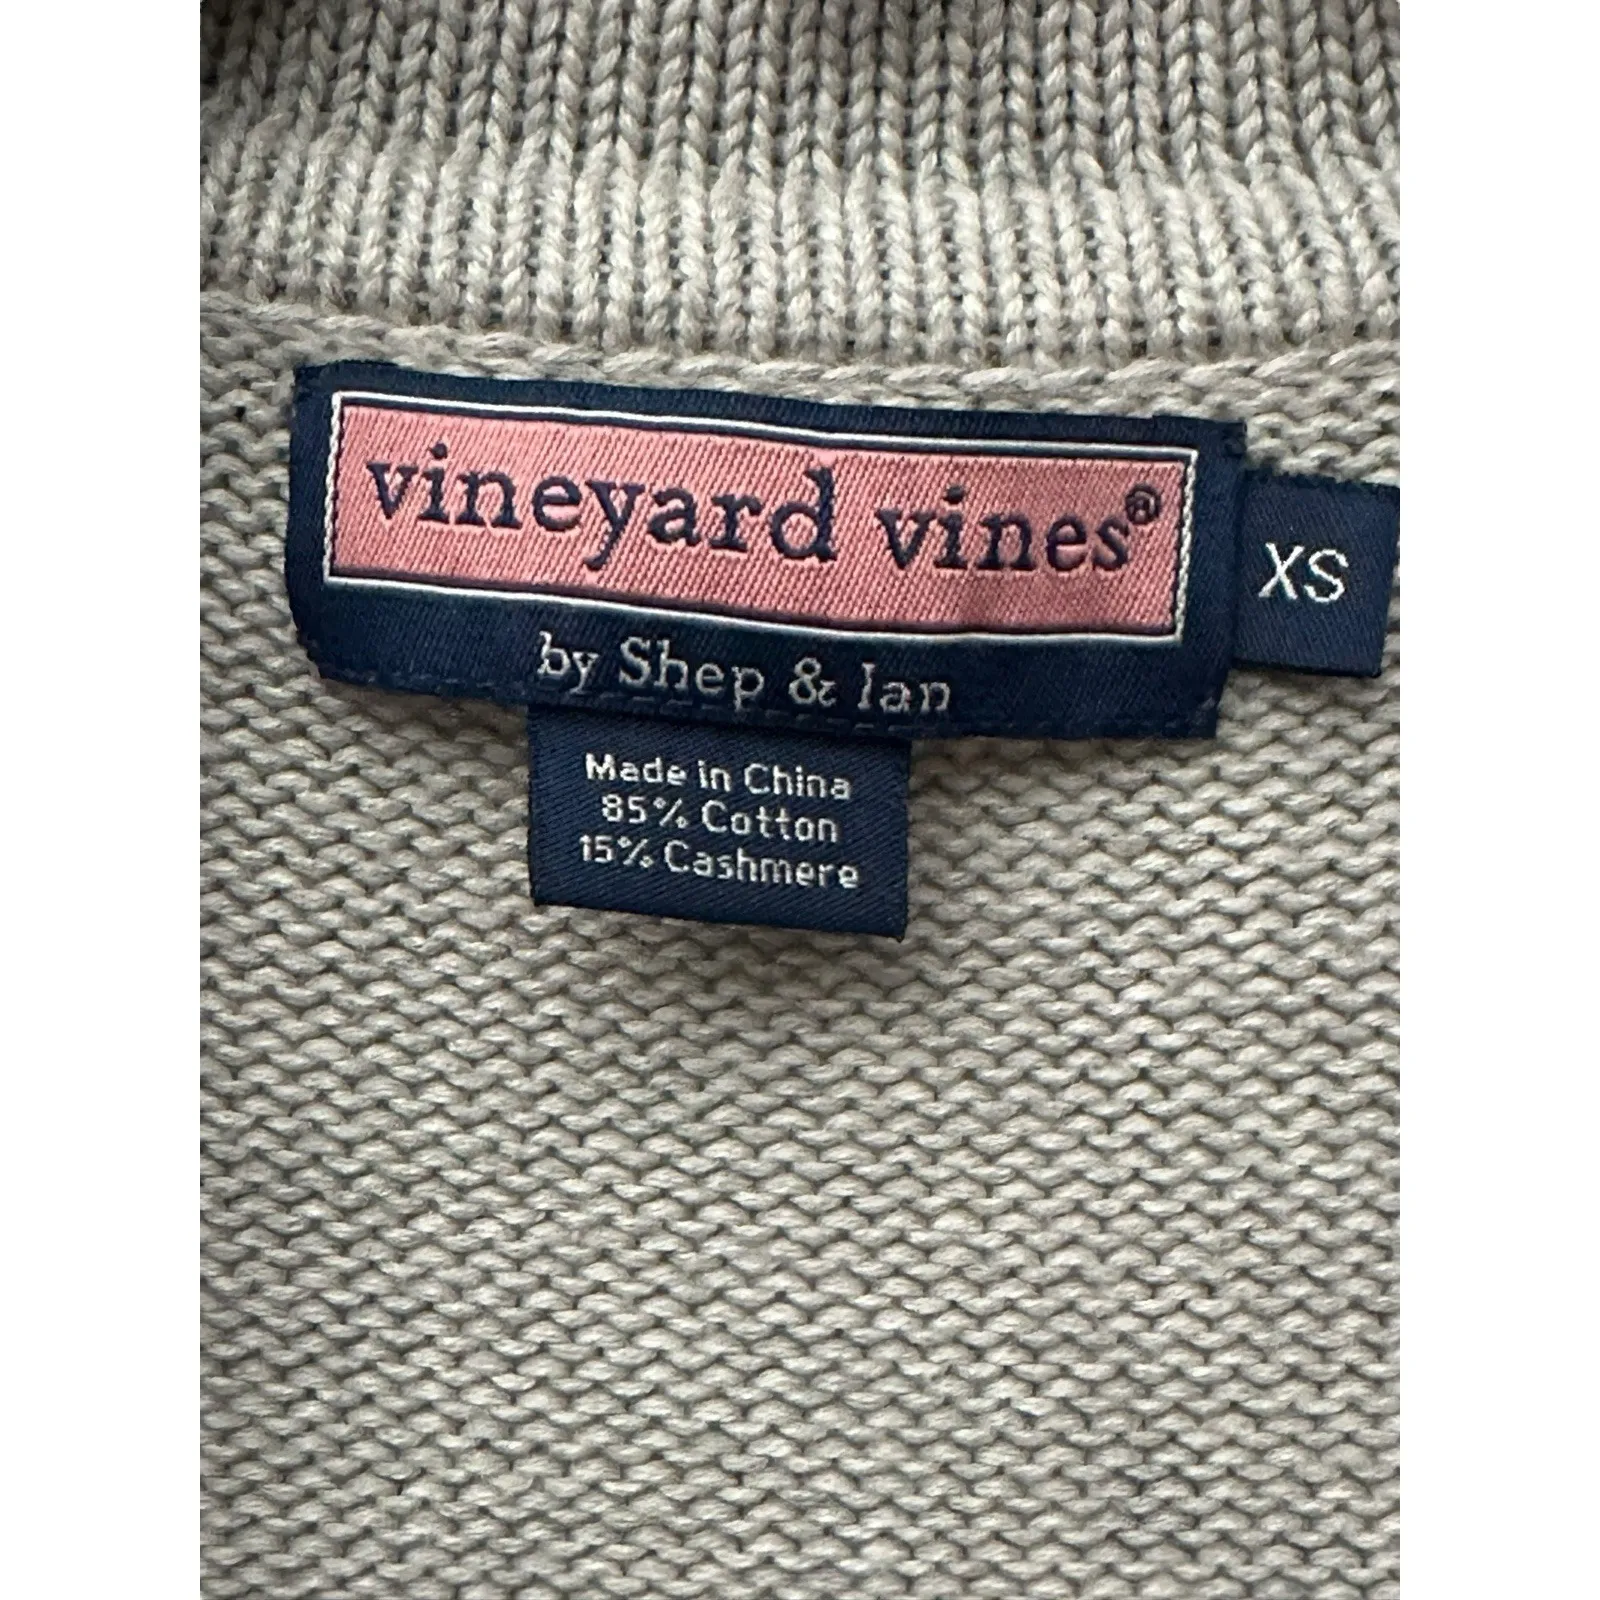 vineyard vines®
by Shep & Ian
XS
Made in China
85% Cotton
15% Cashmere